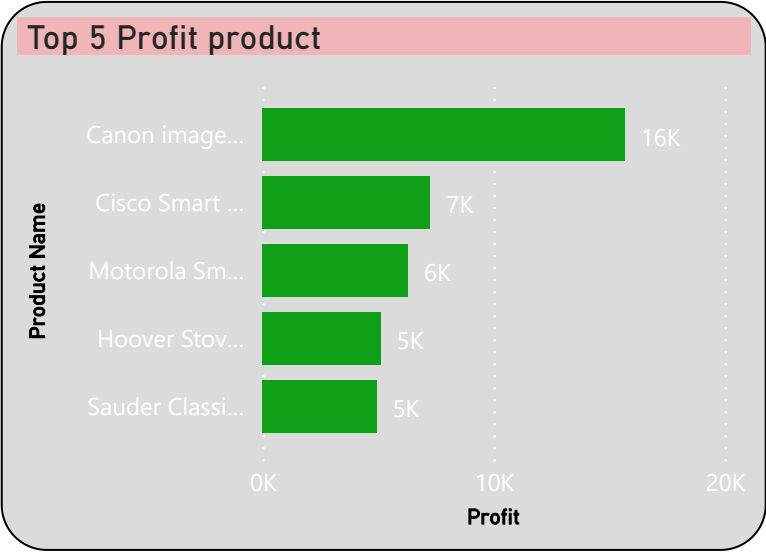 Top 5 Profit product
Product Name
Canon image...
16K
Cisco Smart ...
7K
Motorola Sm...
6K
Hoover Stov...
5K
Sauder Classi...
5K
0K
10K
20K
Profit